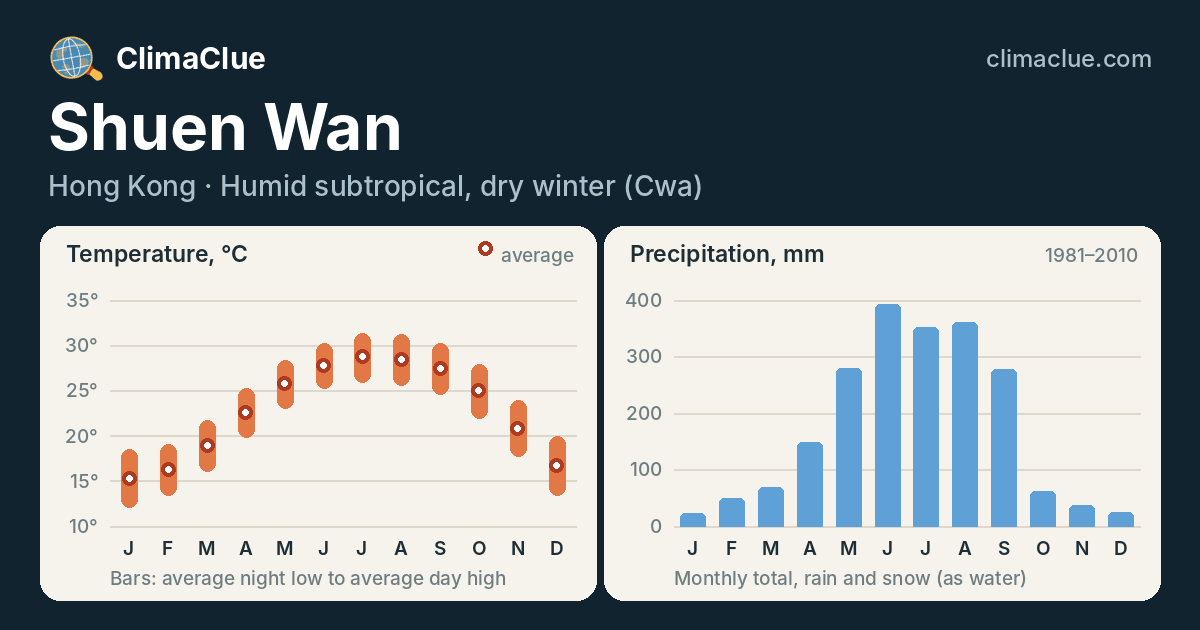 ClimaClue
climaclue.com
Shuen Wan
Hong Kong · Humid subtropical, dry winter (Cwa)
Temperature, °C
average
35°
30°
25°
20°
15°
10°
J F M A M J J A S O N D
Bars: average night low to average day high
Precipitation, mm
1981–2010
400
300
200
100
0
J F M A M J J A S O N D
Monthly total, rain and snow (as water)